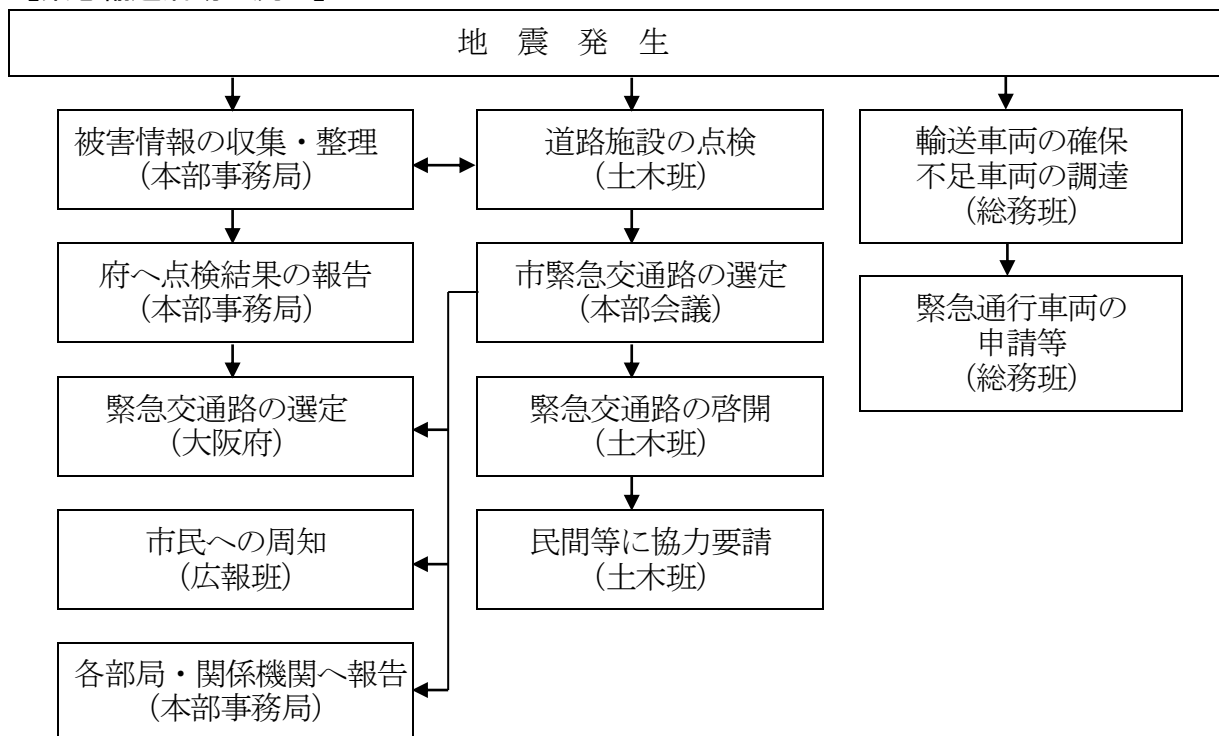 地 震 発 生
被害情報の収集・整理
(本部事務局)
道路施設の点検
(土木班)
輸送車両の確保
不足車両の調達
(総務班)
府へ点検結果の報告
(本部事務局)
市緊急交通路の選定
(本部会議)
緊急通行車両の
申請等
(総務班)
緊急交通路の選定
(大阪府)
緊急交通路の啓開
(土木班)
市民への周知
(広報班)
民間等に協力要請
(土木班)
各部局・関係機関へ報告
(本部事務局)